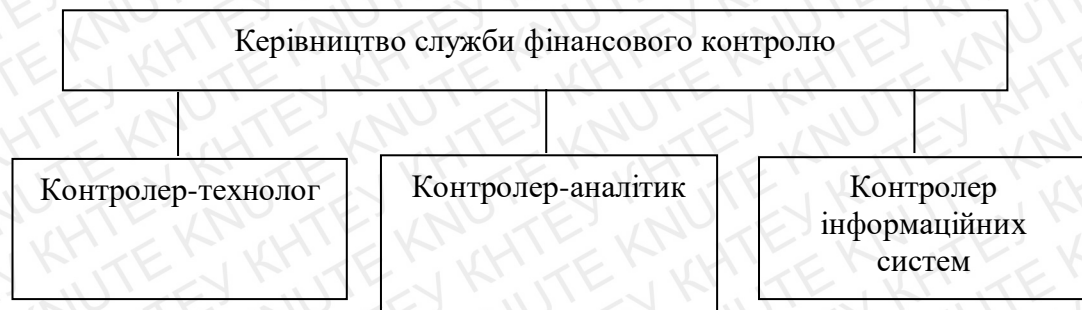 Керівництво служби фінансового контролю
Контролер-технолог
Контролер-аналітик
Контролер
інформаційних
систем